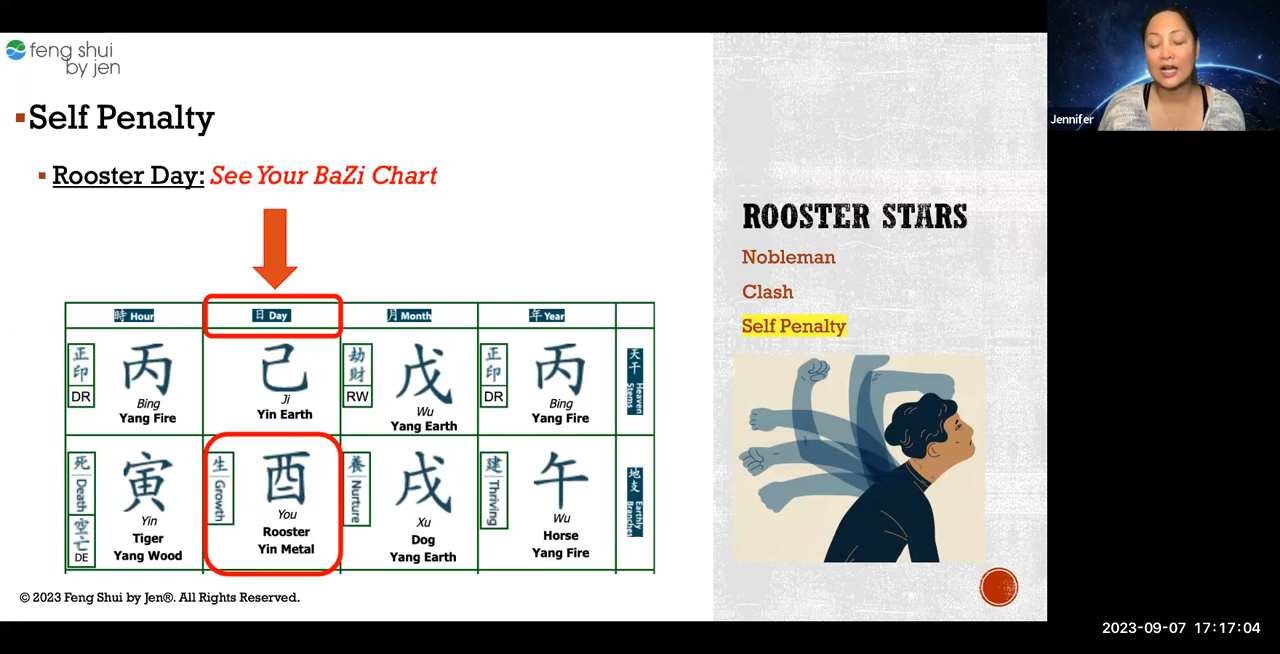 feng shui
by jen
Self Penalty
Rooster Day: See Your BaZi Chart
時 Hour
日 Day
月 Month
年 Year
正印
DR
丙
Bing
Yang Fire
己
Ji
Yin Earth
劫財
RW
戊
Wu
Yang Earth
正印
DR
丙
Bing
Yang Fire
天干
Heaven Stems
死
Death
空亡
DE
寅
Yin
Tiger
Yang Wood
生
Growth
酉
You
Rooster
Yin Metal
養
Nurture
戌
Xu
Dog
Yang Earth
建
Thriving
午
Wu
Horse
Yang Fire
地支
Earthly Branches
© 2023 Feng Shui by Jen®. All Rights Reserved.
ROOSTER STARS
Nobleman
Clash
Self Penalty
Jennifer
2023-09-07 17:17:04